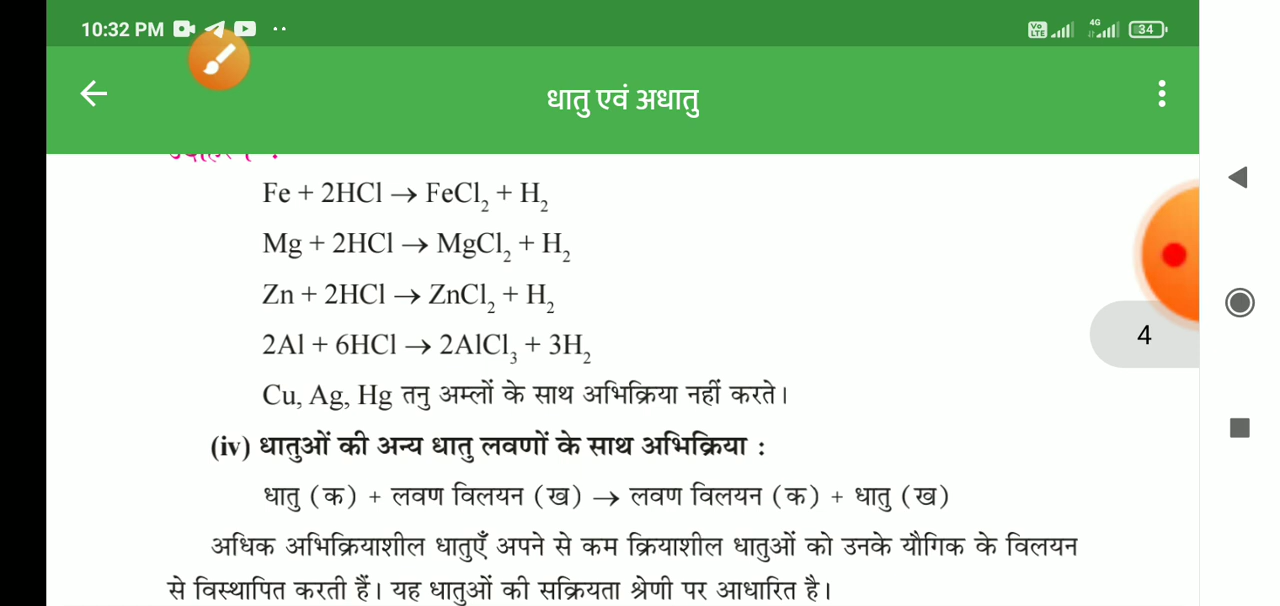 10:32 PM
4G
34
धातु एवं अधातु
Fe + 2HCl → FeCl₂ + H₂
Mg + 2HCl → MgCl₂ + H₂
Zn + 2HCl → ZnCl₂ + H₂
2Al + 6HCl → 2AlCl₃ + 3H₂
4
Cu, Ag, Hg तनु अम्लों के साथ अभिक्रिया नहीं करते।
(iv) धातुओं की अन्य धातु लवणों के साथ अभिक्रिया :
धातु (क) + लवण विलयन (ख) → लवण विलयन (क) + धातु (ख)
अधिक अभिक्रियाशील धातुएँ अपने से कम क्रियाशील धातुओं को उनके यौगिक के विलयन
से विस्थापित करती हैं। यह धातुओं की सक्रियता श्रेणी पर आधारित है।